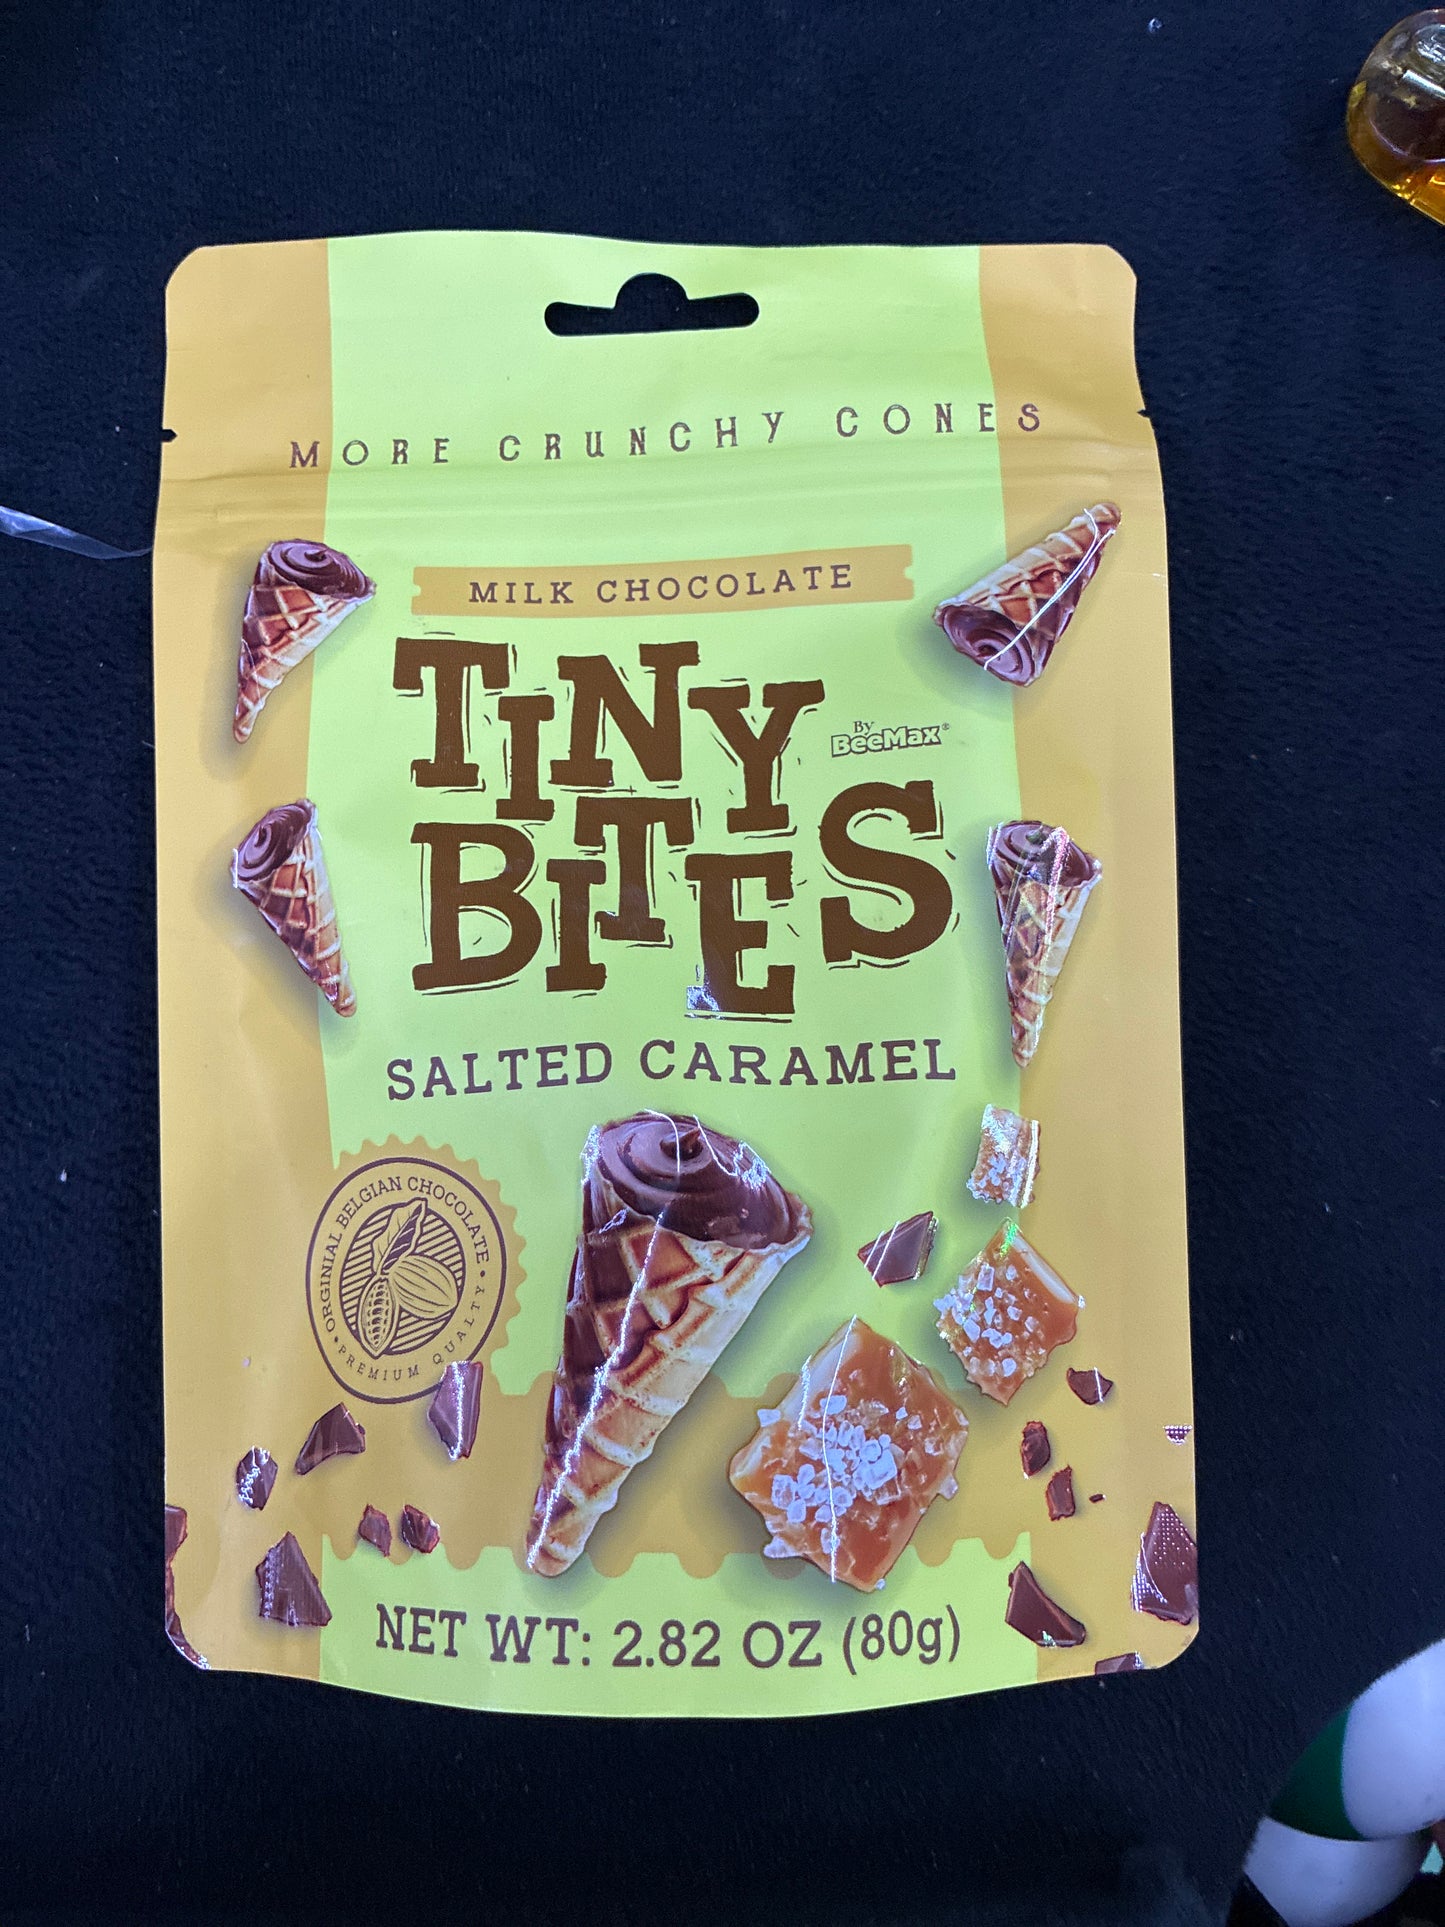 MORE CRUNCHY CONES
MILK CHOCOLATE
TINY
By
BeeMax®
BITES
SALTED CARAMEL
ORGINIAL BELGIAN CHOCOLATE
PREMIUM QUALTY
NET WT: 2.82 OZ (80g)